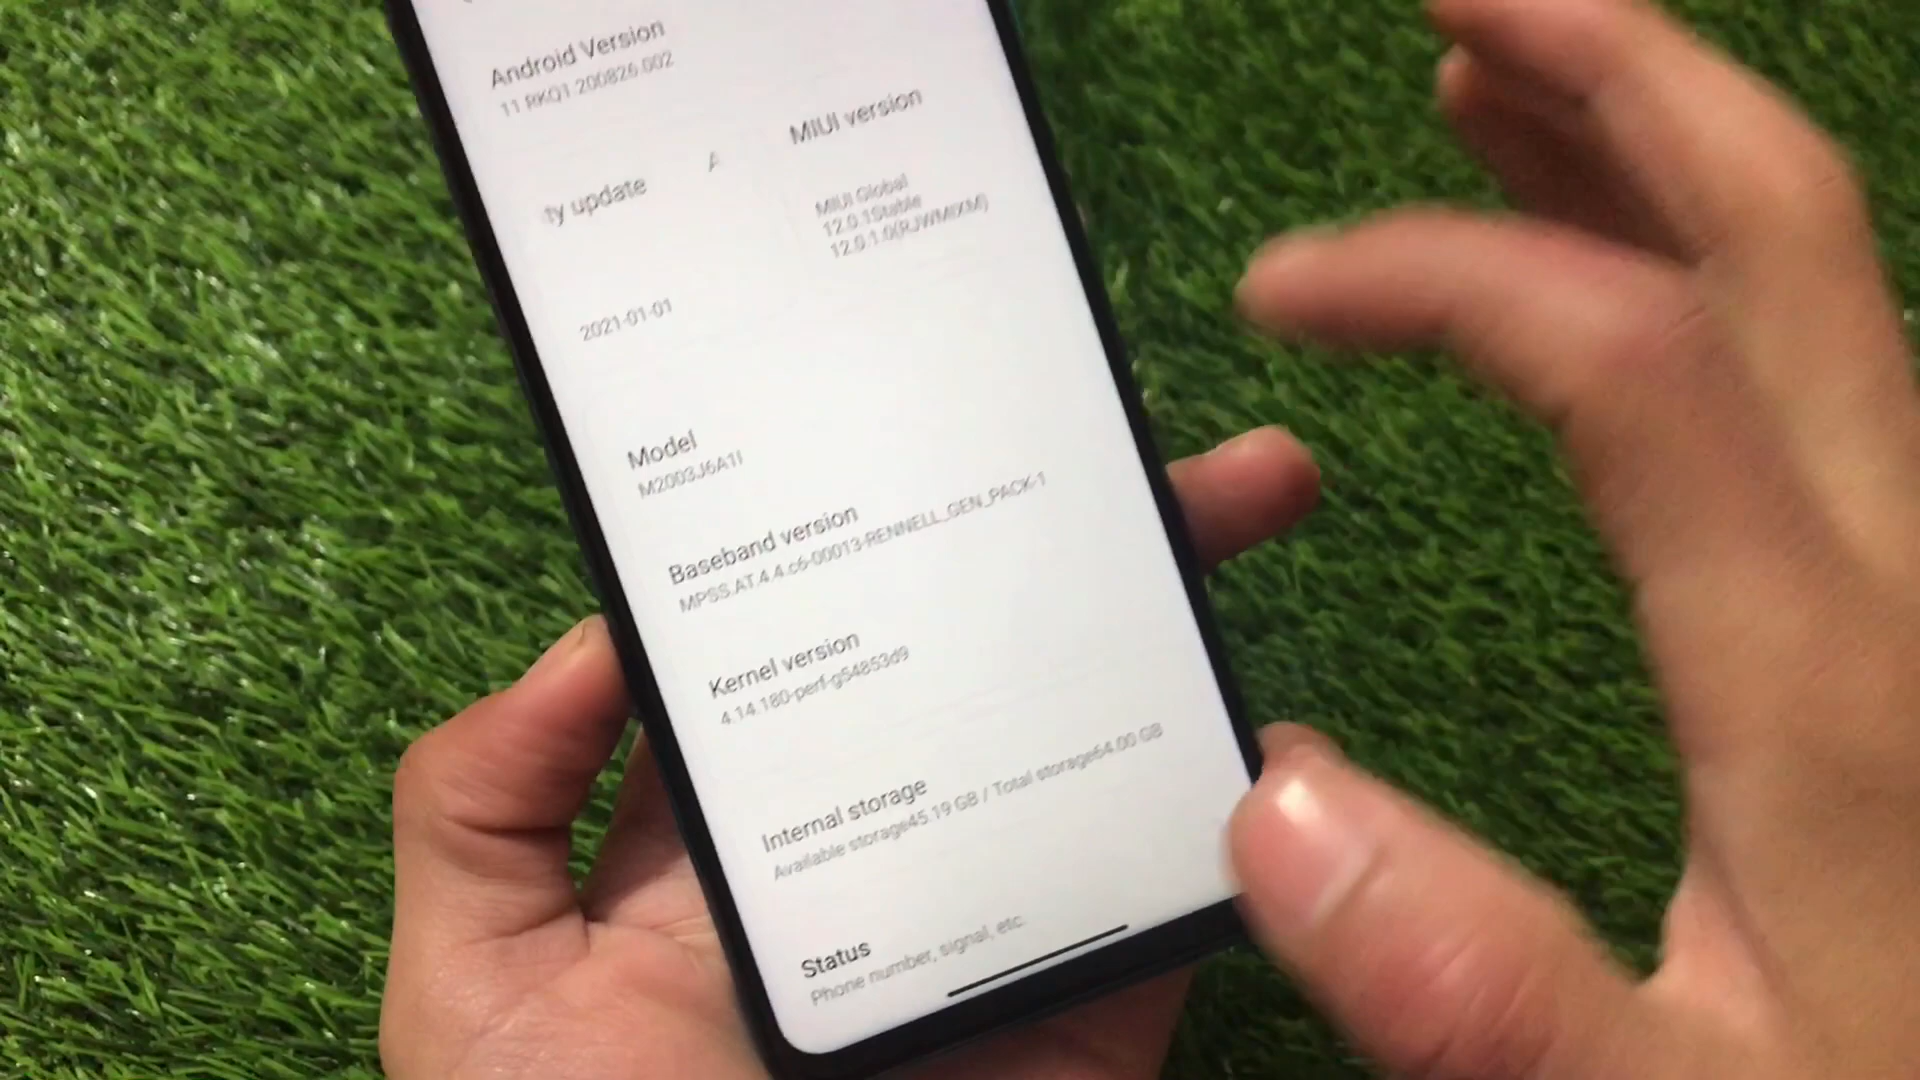 Android Version
11 RKQ1.200826.002
ty update
A
MIUI version
MIUI Global
12.0.1Stable
12.0.1.0(RJWMIXM)
2021-01-01
Model
M2003J6A1I
Baseband version
MPSS.AT.4.4.c6-00013-RENNELL_GEN_PACK-1
Kernel version
4.14.180-perf-g54853d9
Internal storage
Available storage45.19 GB / Total storage64.00 GB
Status
Phone number, signal, etc.